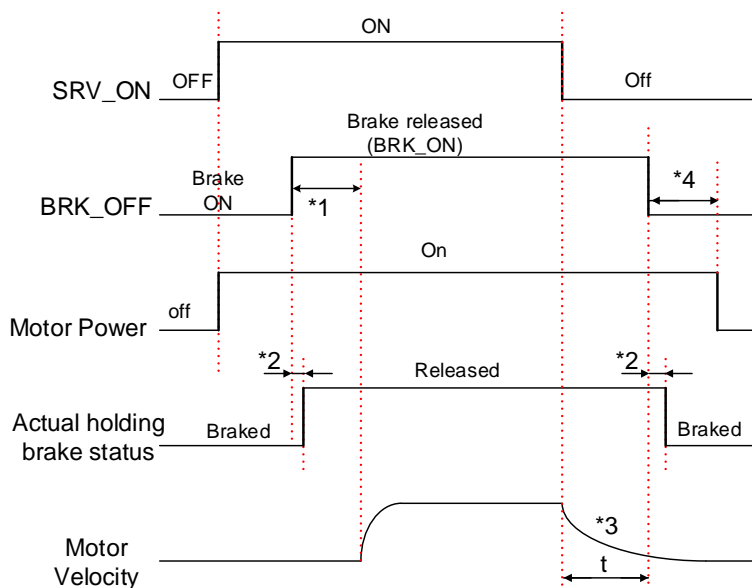 ON
OFF
SRV_ON
Off
Brake released
(BRK_ON)
Brake
ON
BRK_OFF
*1
*4
On
off
Motor Power
*2
Released
*2
Actual holding
brake status
Braked
Braked
*3
Motor
Velocity
t